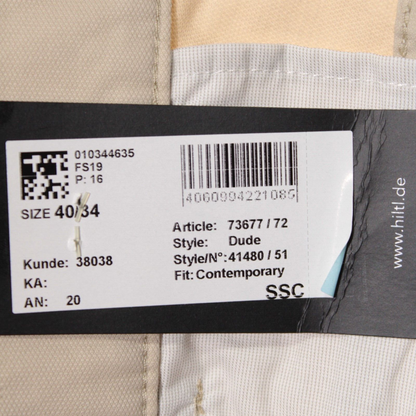 010344635
FS19
P: 16
SIZE 40/34
4060994221085
Article: 73677 / 72
Style: Dude
Style/N°: 41480 / 51
Fit: Contemporary
Kunde: 38038
KA:
AN: 20
SSC
www.hiltl.de